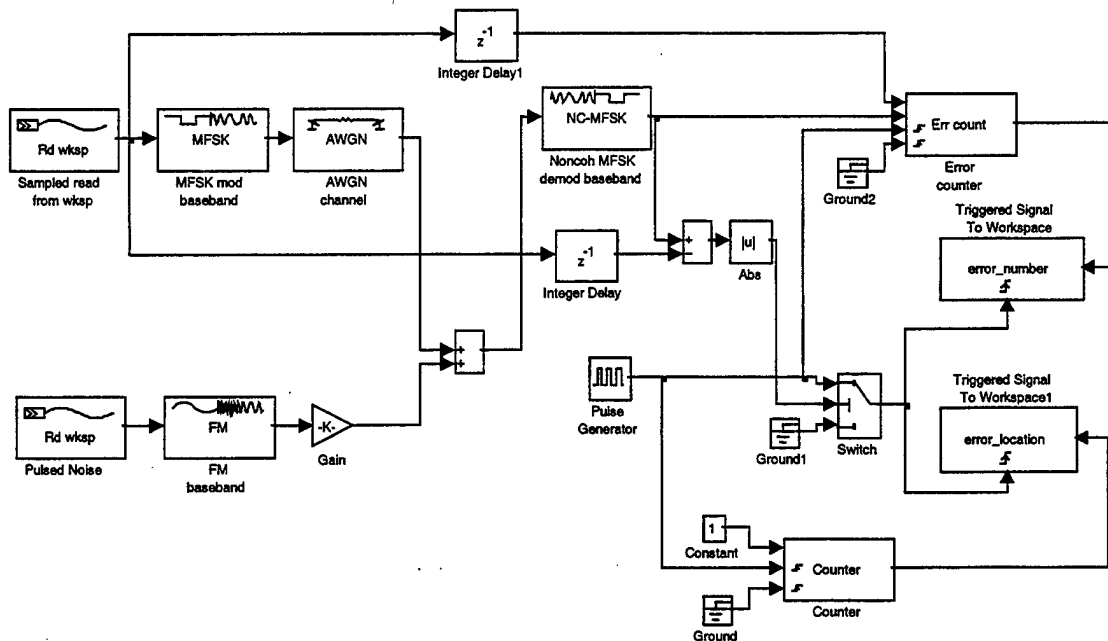 z-1
Integer Delay1
Rd wksp
Sampled read
from wksp
MFSK
MFSK mod
baseband
AWGN
AWGN
channel
NC-MFSK
Noncoh MFSK
demod baseband
Err count
Error
counter
Ground2
z-1
Integer Delay
+
−
|u|
Abs
Triggered Signal
To Workspace
error_number
+
+
Pulse
Generator
Ground1
Switch
Triggered Signal
To Workspace1
error_location
Rd wksp
Pulsed Noise
FM
FM
baseband
-K-
Gain
1
Constant
Counter
Counter
Ground